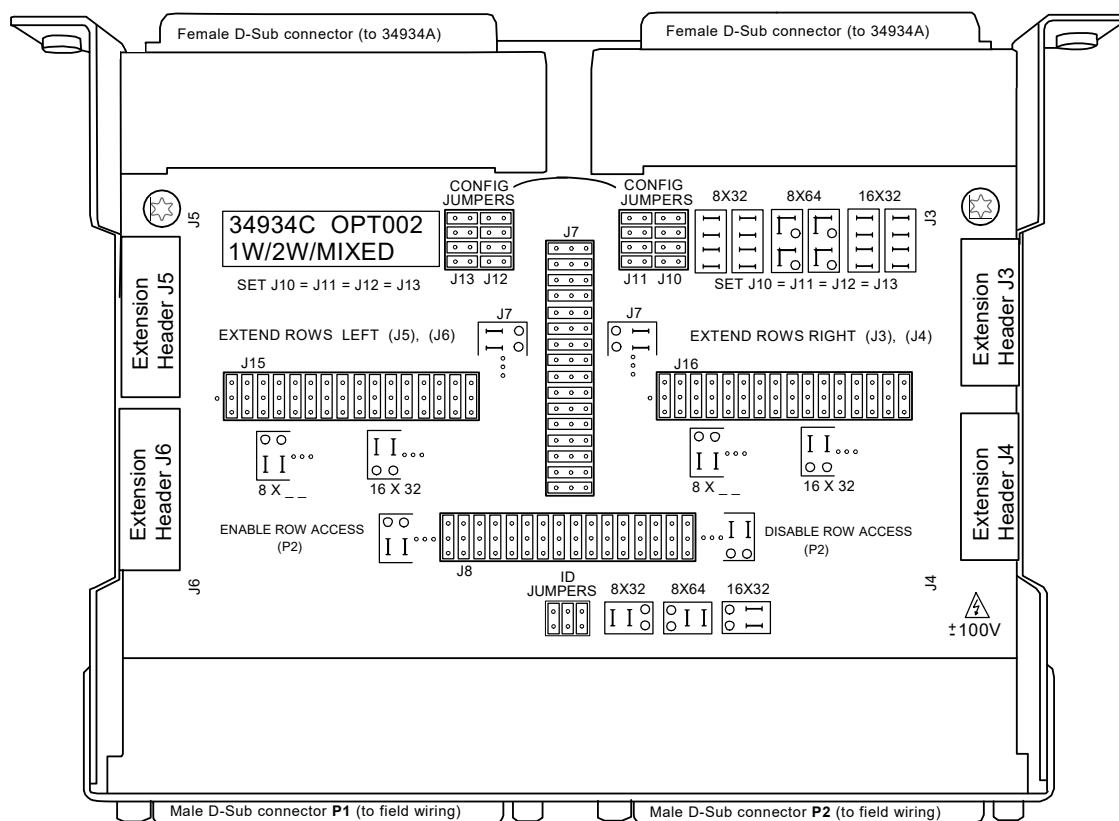 Female D-Sub connector (to 34934A)
Female D-Sub connector (to 34934A)
CONFIG
JUMPERS
CONFIG
JUMPERS
8X32
8X64
16X32
J5
J3
34934C OPT002
1W/2W/MIXED
J7
J13
J12
J11
J10
SET J10 = J11 = J12 = J13
SET J10 = J11 = J12 = J13
Extension
Header J5
Extension
Header J3
J7
J7
EXTEND ROWS LEFT (J5), (J6)
EXTEND ROWS RIGHT (J3), (J4)
J15
J16
Extension
Header J6
Extension
Header J4
8 X _ _
16 X 32
8 X _ _
16 X 32
ENABLE ROW ACCESS
(P2)
DISABLE ROW ACCESS
(P2)
J8
ID
JUMPERS
8X32
8X64
16X32
J6
J4
±100V
Male D-Sub connector P1 (to field wiring)
Male D-Sub connector P2 (to field wiring)